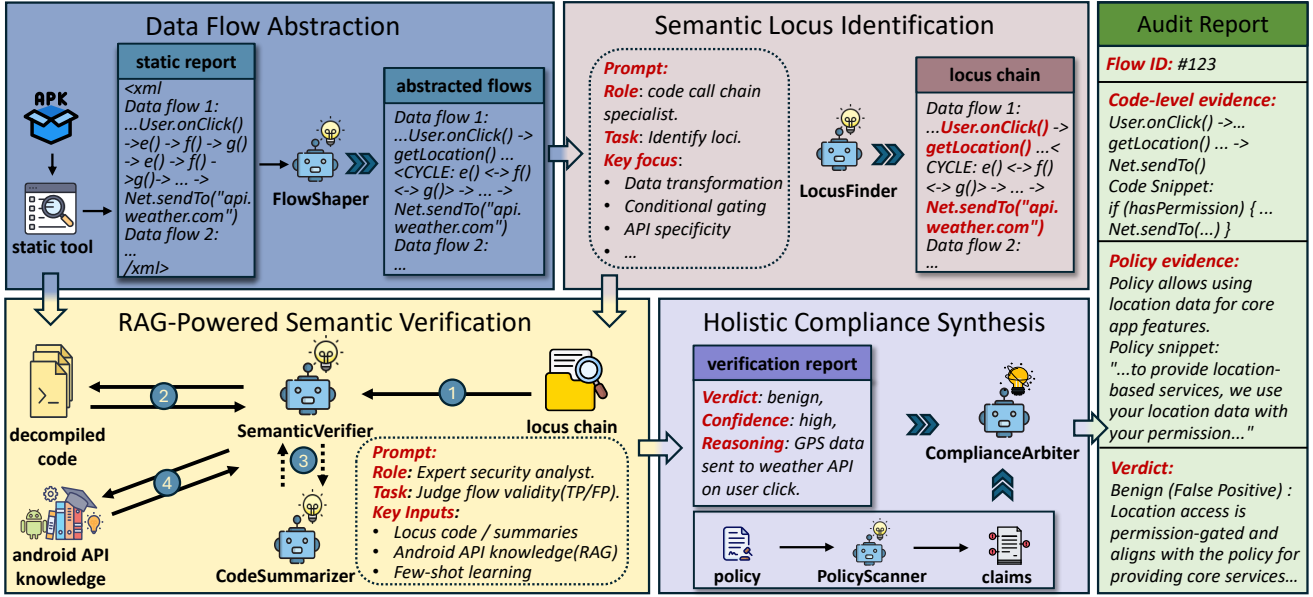 Data Flow Abstraction
APK
static tool
static report
<xml
Data flow 1:
...User.onClick()
->e() -> f() -> g()
-> e() -> f() -
>g()-> ... ->
Net.sendTo("api.
weather.com")
Data flow 2:
...
/xml>
FlowShaper
abstracted flows
Data flow 1:
...User.onClick() ->
getLocation() ...
<CYCLE: e() <-> f()
<-> g()> -> ... ->
Net.sendTo("api.
weather.com")
Data flow 2:
...
Semantic Locus Identification
Prompt:
Role: code call chain
specialist.
Task: Identify loci.
Key focus:
• Data transformation
• Conditional gating
• API specificity
• ...
LocusFinder
locus chain
Data flow 1:
...User.onClick() ->
getLocation() ...<
CYCLE: e() <-> f()
<-> g()> -> ... ->
Net.sendTo("api.
weather.com")
Data flow 2:
...
RAG-Powered Semantic Verification
decompiled
code
2
SemanticVerifier
1
locus chain
3
4
android API
knowledge
CodeSummarizer
Prompt:
Role: Expert security analyst.
Task: Judge flow validity(TP/FP).
Key Inputs:
• Locus code / summaries
• Android API knowledge(RAG)
• Few-shot learning
Holistic Compliance Synthesis
verification report
Verdict: benign,
Confidence: high,
Reasoning: GPS data
sent to weather API
on user click.
ComplianceArbiter
policy
PolicyScanner
claims
Audit Report
Flow ID: #123
Code-level evidence:
User.onClick() ->...
getLocation() ... ->
Net.sendTo()
Code Snippet:
if (hasPermission) { ...
Net.sendTo(...) }
Policy evidence:
Policy allows using
location data for core
app features.
Policy snippet:
"...to provide location-
based services, we use
your location data with
your permission..."
Verdict:
Benign (False Positive) :
Location access is
permission-gated and
aligns with the policy for
providing core services...